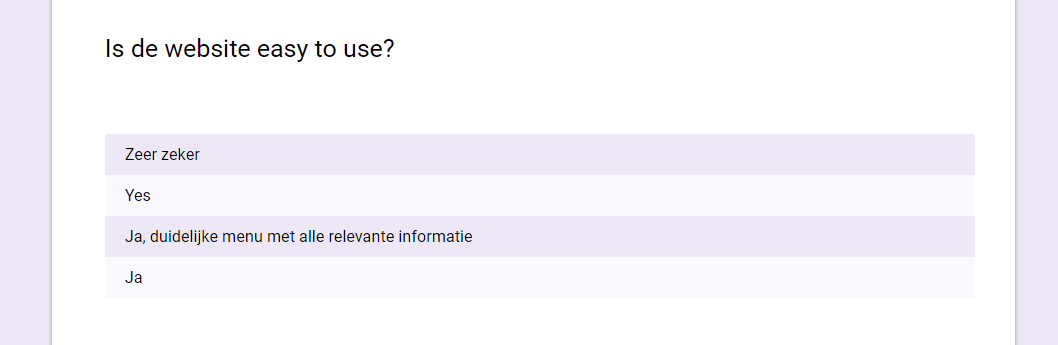 Is de website easy to use?
Zeer zeker
Yes
Ja, duidelijke menu met alle relevante informatie
Ja